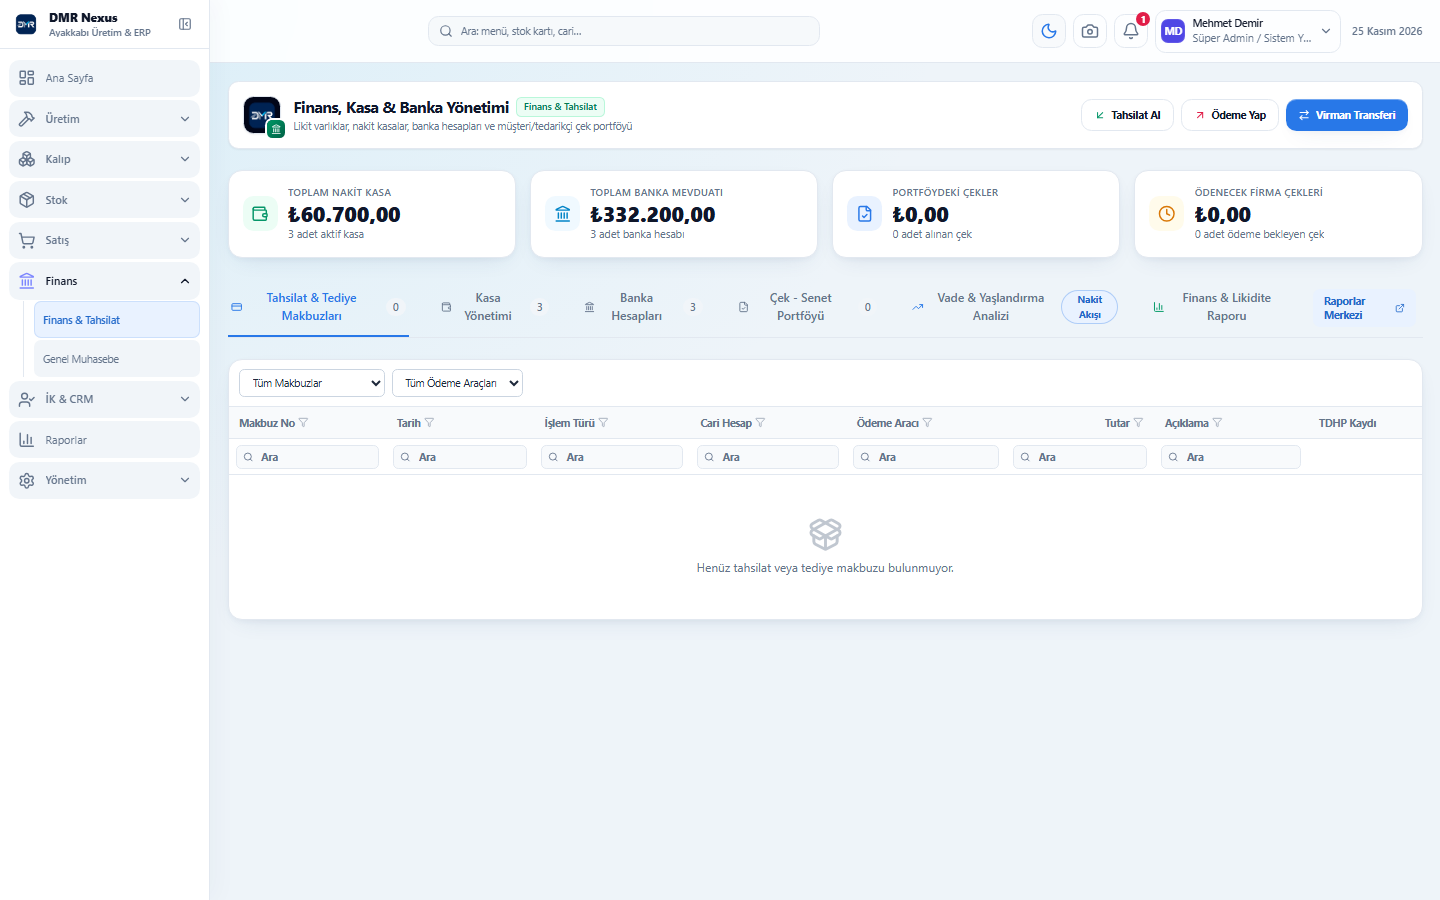 DMR Nexus
Ayakkabı Üretim & ERP
Ara: menü, stok kartı, cari...
1
MD
Mehmet Demir
Süper Admin / Sistem Y...
25 Kasım 2026
Ana Sayfa
Üretim
Kalıp
Stok
Satış
Finans
Finans & Tahsilat
Genel Muhasebe
İK & CRM
Raporlar
Yönetim
DMR
Finans, Kasa & Banka Yönetimi
Finans & Tahsilat
Likit varlıklar, nakit kasalar, banka hesapları ve müşteri/tedarikçi çek portföyü
Tahsilat Al
Ödeme Yap
Virman Transferi
TOPLAM NAKİT KASA
₺60.700,00
3 adet aktif kasa
TOPLAM BANKA MEVDUATI
₺332.200,00
3 adet banka hesabı
PORTFÖYDEKİ ÇEKLER
₺0,00
0 adet alınan çek
ÖDENECEK FİRMA ÇEKLERİ
₺0,00
0 adet ödeme bekleyen çek
Tahsilat & Tediye Makbuzları 0
Kasa Yönetimi 3
Banka Hesapları 3
Çek - Senet Portföyü 0
Vade & Yaşlandırma Analizi
Nakit Akışı
Finans & Likidite Raporu
Raporlar Merkezi
Tüm Makbuzlar
Tüm Ödeme Araçları
Makbuz No Tarih İşlem Türü Cari Hesap Ödeme Aracı Tutar Açıklama TDHP Kaydı
Ara Ara Ara Ara Ara Ara Ara
Henüz tahsilat veya tediye makbuzu bulunmuyor.